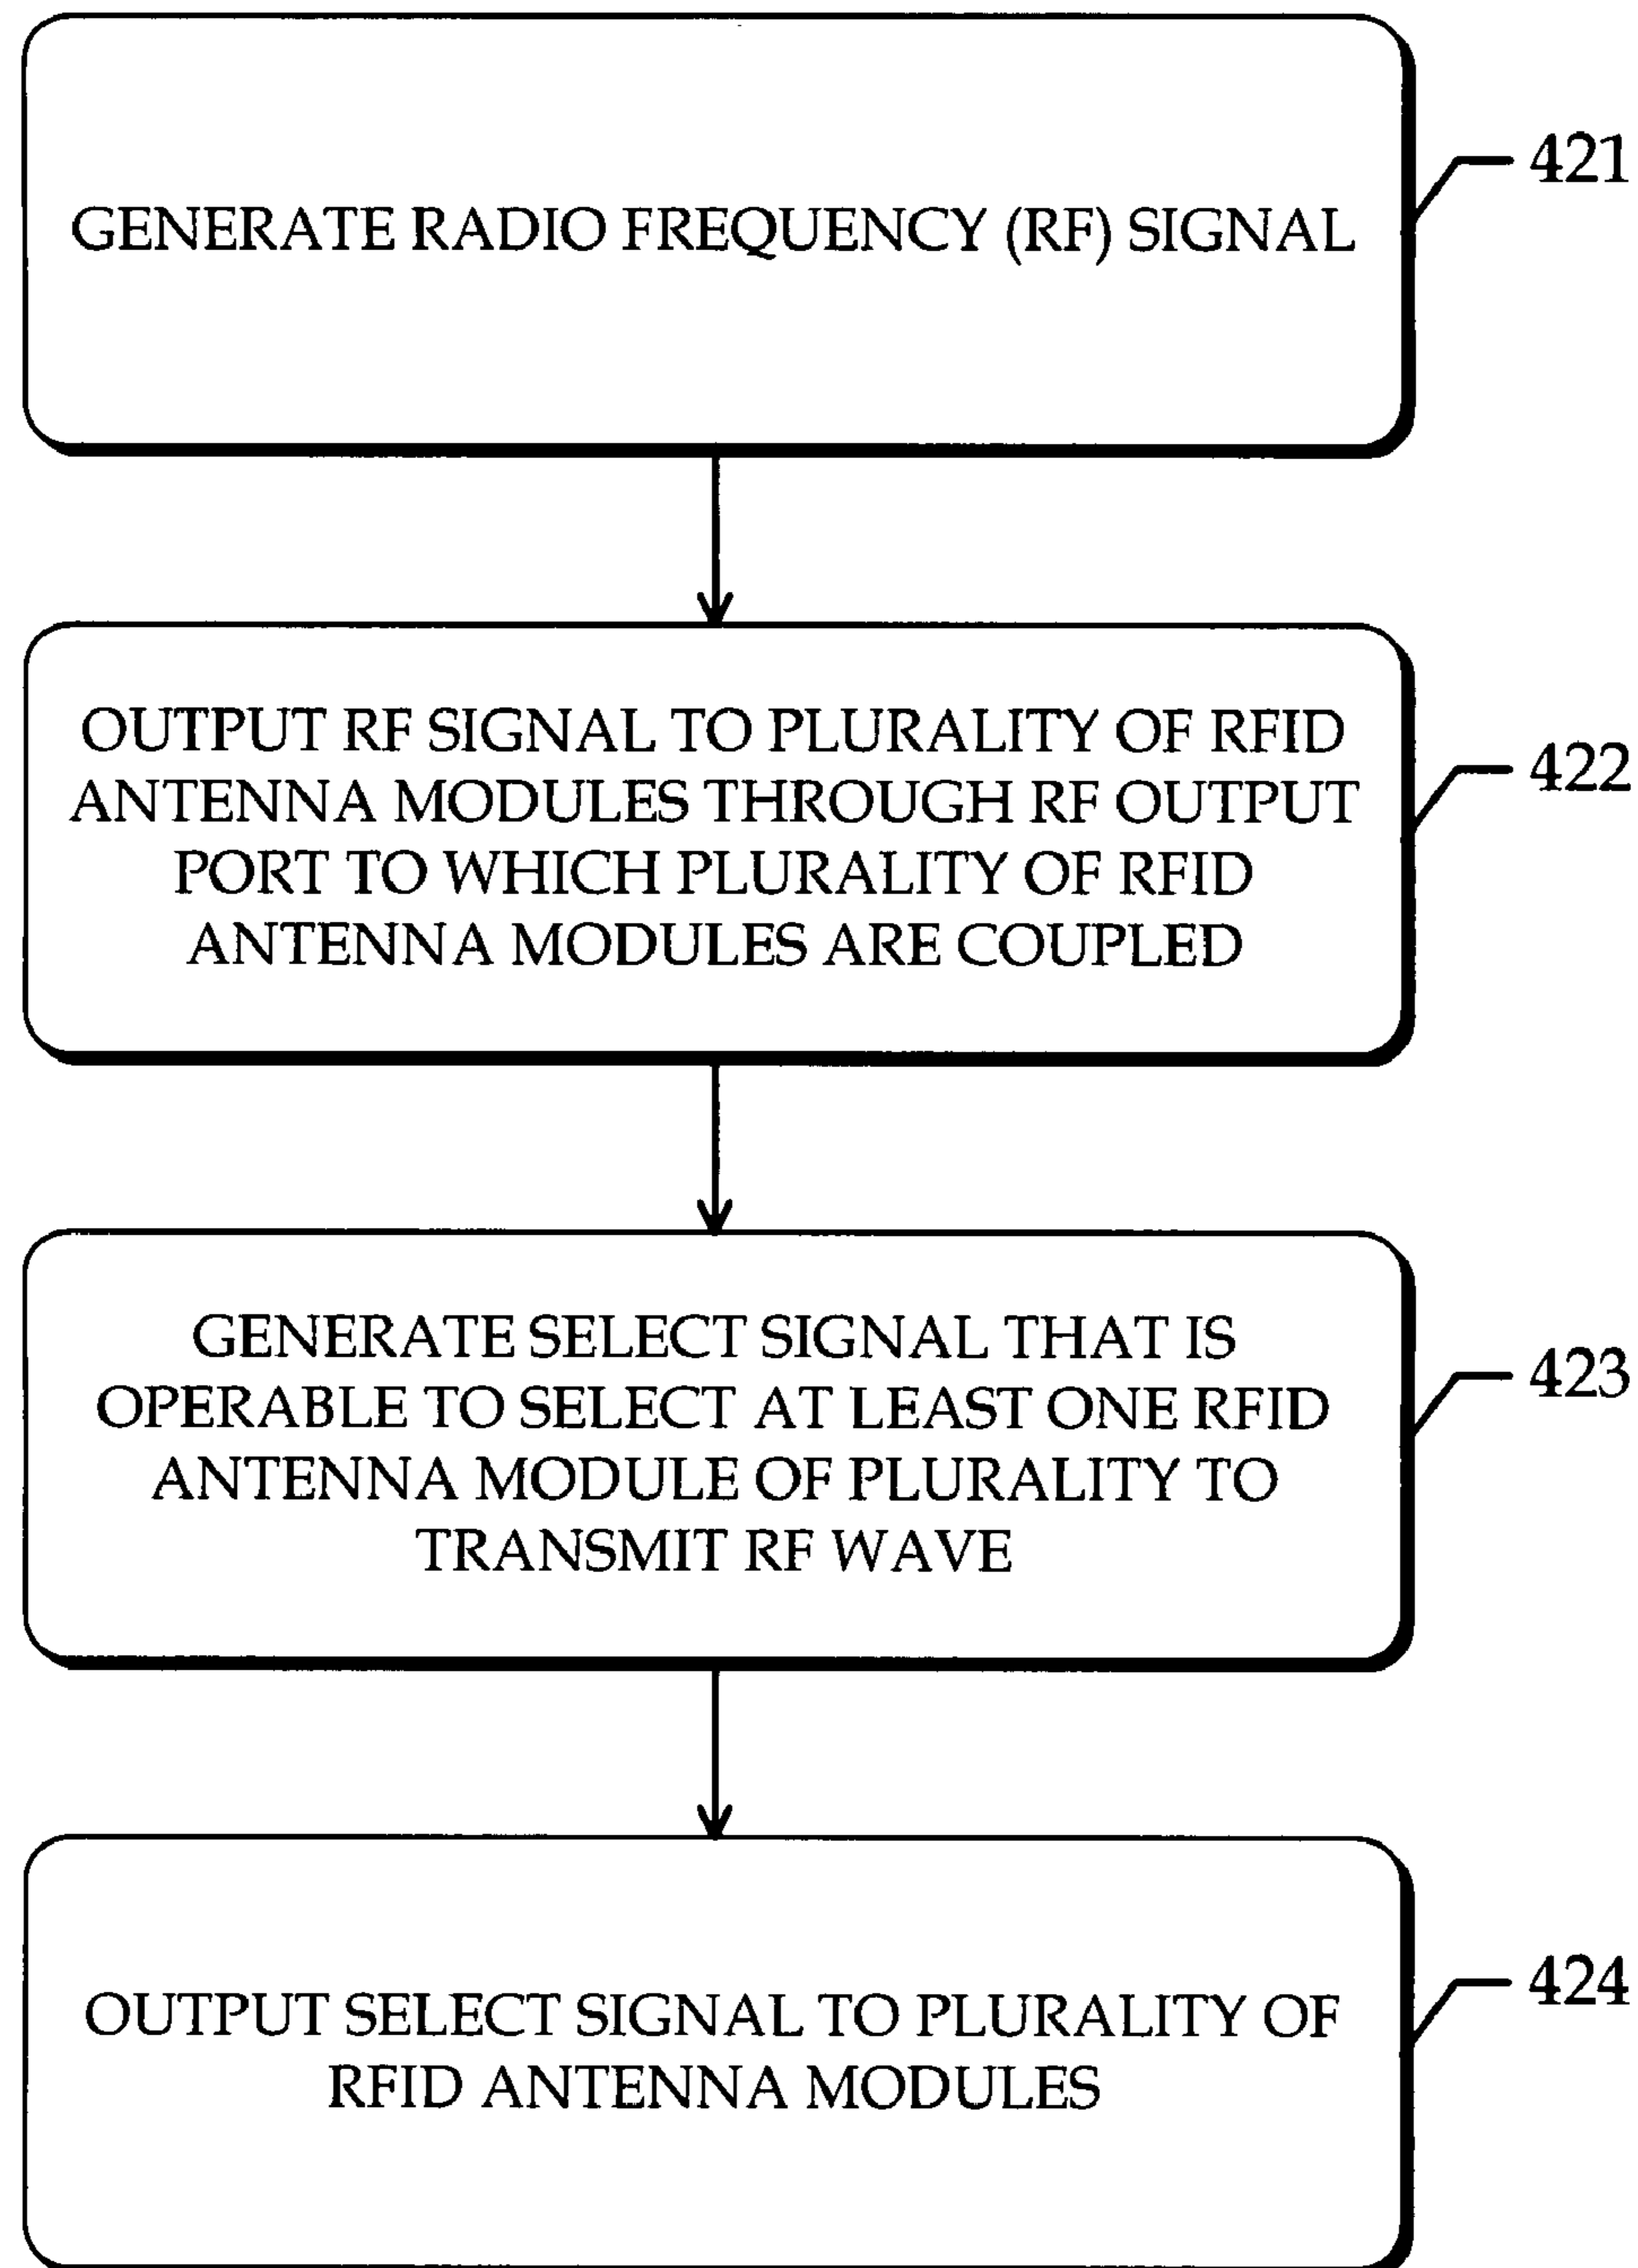 GENERATE RADIO FREQUENCY (RF) SIGNAL
421
OUTPUT RF SIGNAL TO PLURALITY OF RFID
ANTENNA MODULES THROUGH RF OUTPUT
PORT TO WHICH PLURALITY OF RFID
ANTENNA MODULES ARE COUPLED
422
GENERATE SELECT SIGNAL THAT IS
OPERABLE TO SELECT AT LEAST ONE RFID
ANTENNA MODULE OF PLURALITY TO
TRANSMIT RF WAVE
423
OUTPUT SELECT SIGNAL TO PLURALITY OF
RFID ANTENNA MODULES
424